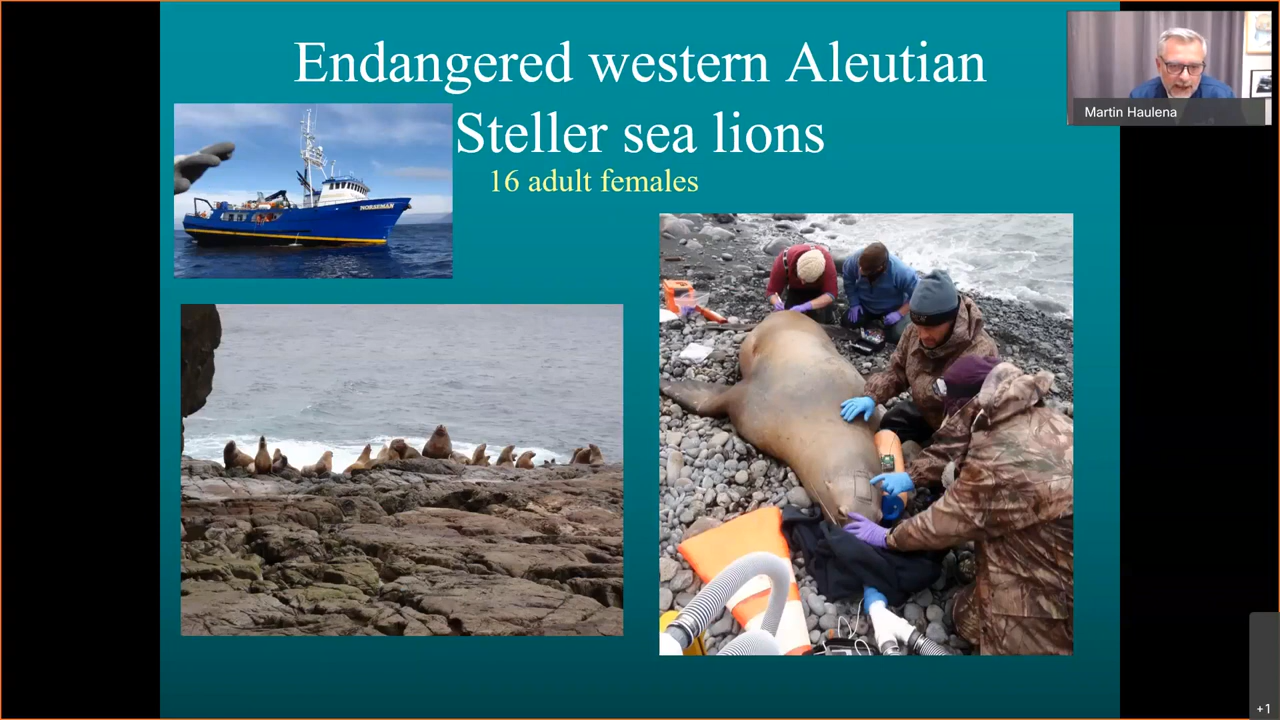 Endangered western Aleutian
Steller sea lions
16 adult females
NORSEMAN
Martin Haulena
+1